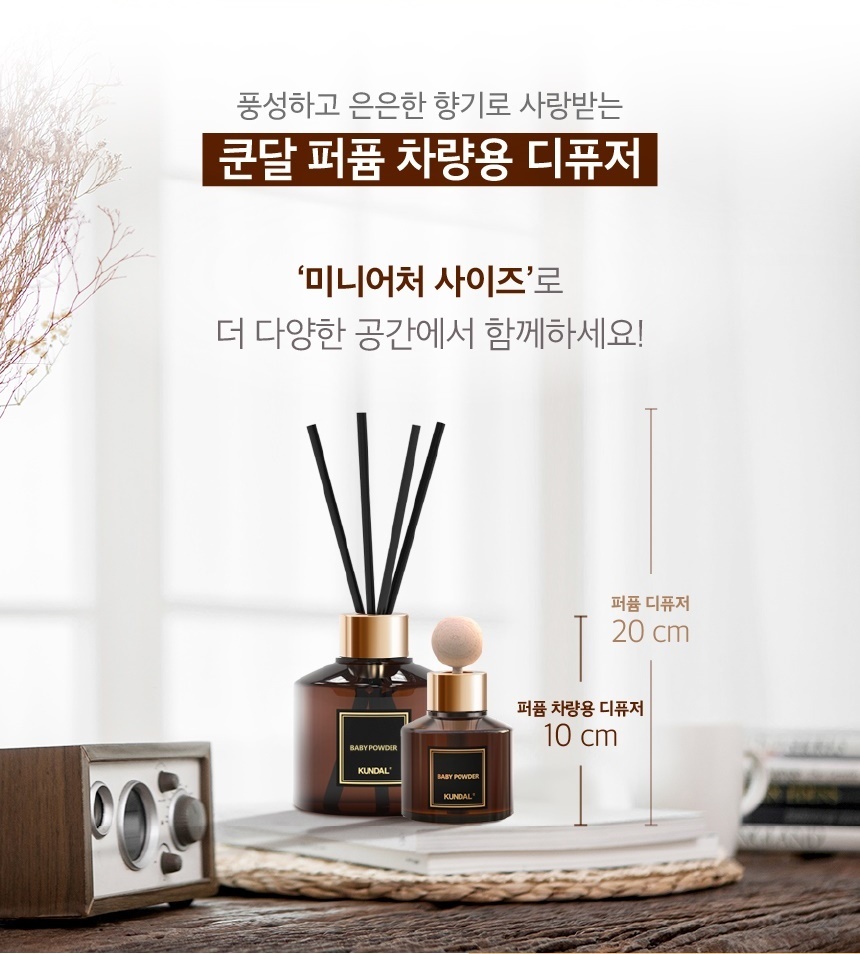 풍성하고 은은한 향기로 사랑받는
쿤달 퍼퓸 차량용 디퓨저
‘미니어처 사이즈’로
더 다양한 공간에서 함께하세요!
퍼퓸 디퓨저
20 cm
퍼퓸 차량용 디퓨저
10 cm
BABY POWDIR
KUNDAL
BABY POWDER
KUNDAL